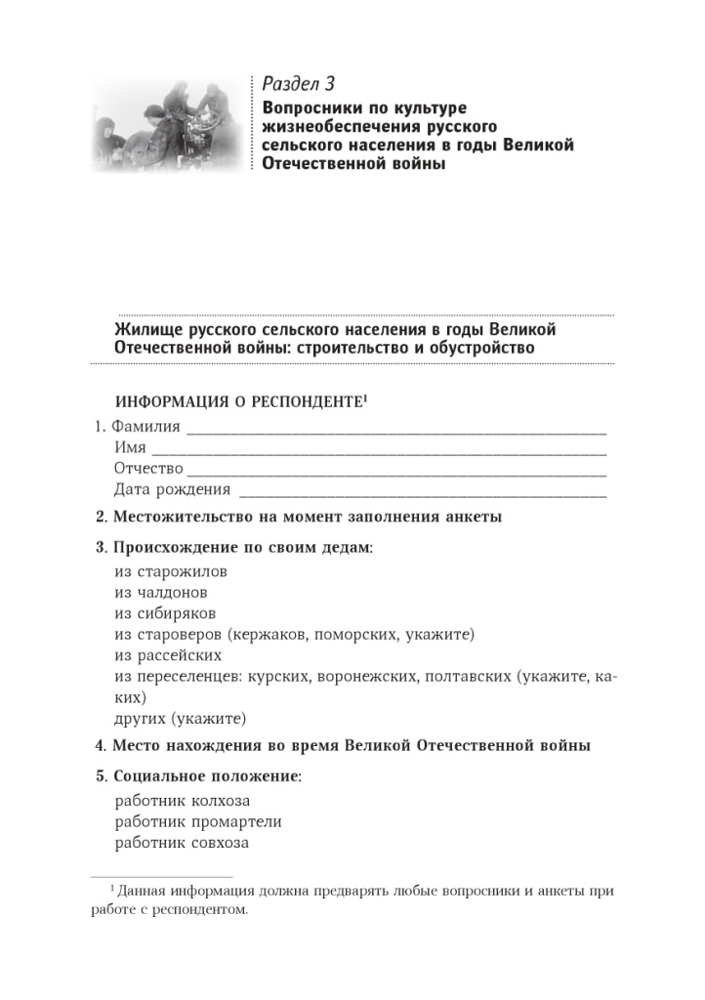 Раздел 3
Вопросники по культуре
жизнеобеспечения русского
сельского населения в годы Великой
Отечественной войны
Жилище русского сельского населения в годы Великой
Отечественной войны: строительство и обустройство
ИНФОРМАЦИЯ О РЕСПОНДЕНТЕ¹
1. Фамилия
Имя
Отчество
Дата рождения
2. Местожительство на момент заполнения анкеты
3. Происхождение по своим дедам:
из старожилов
из чалдонов
из сибиряков
из староверов (кержаков, поморских, укажите)
из рассейских
из переселенцев: курских, воронежских, полтавских (укажите, ка-
ких)
других (укажите)
4. Место нахождения во время Великой Отечественной войны
5. Социальное положение:
работник колхоза
работник промартели
работник совхоза
¹ Данная информация должна предварять любые вопросники и анкеты при
работе с респондентом.